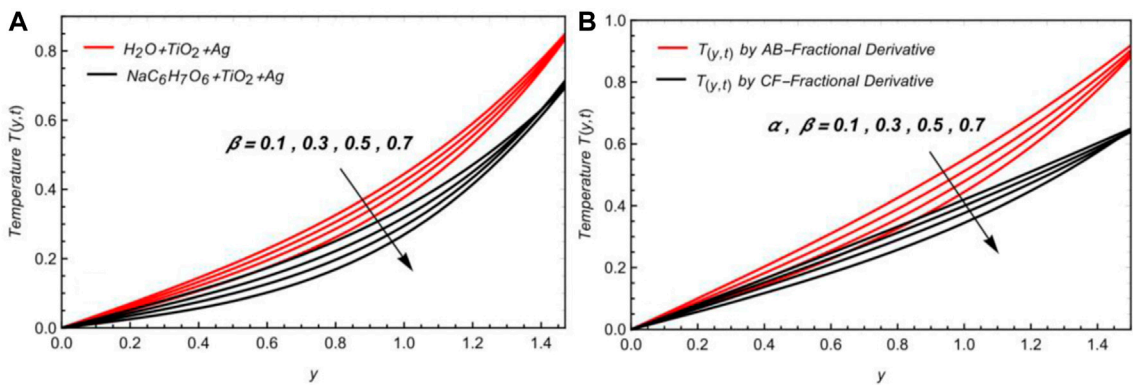 A
H₂O+TiO₂+Ag
NaC₆H₇O₆+TiO₂+Ag
β = 0.1 , 0.3 , 0.5 , 0.7
Temperature T(y,t)
0.8
0.6
0.4
0.2
0.0
0.0 0.2 0.4 0.6 0.8 1.0 1.2 1.4
y
B
T(y,t) by AB–Fractional Derivative
T(y,t) by CF–Fractional Derivative
α , β = 0.1 , 0.3 , 0.5 , 0.7
Temperature T(y,t)
1.0
0.8
0.6
0.4
0.2
0.0
0.0 0.2 0.4 0.6 0.8 1.0 1.2 1.4
y